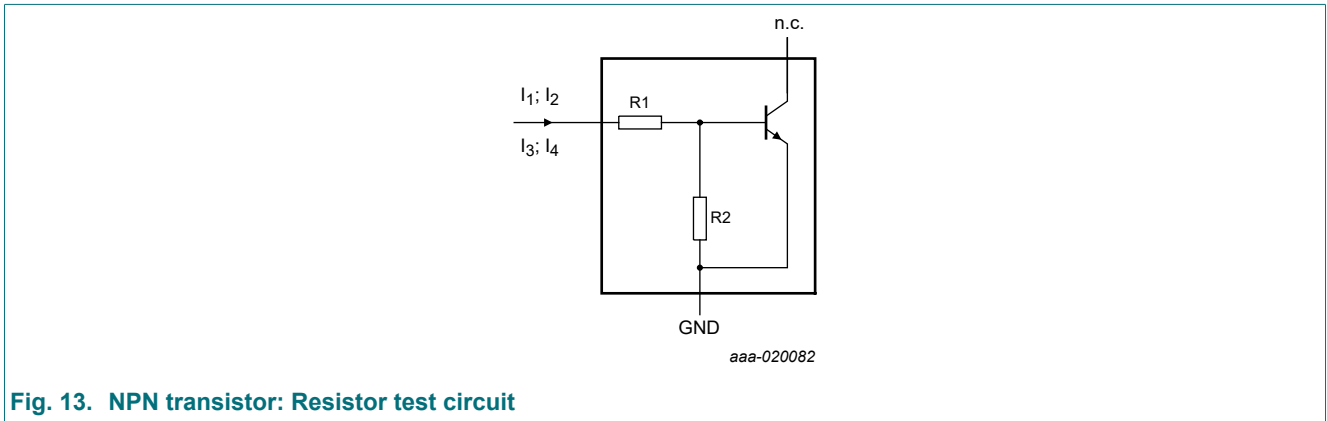 n.c.
I1; I2
R1
I3; I4
R2
GND
aaa-020082
Fig. 13. NPN transistor: Resistor test circuit